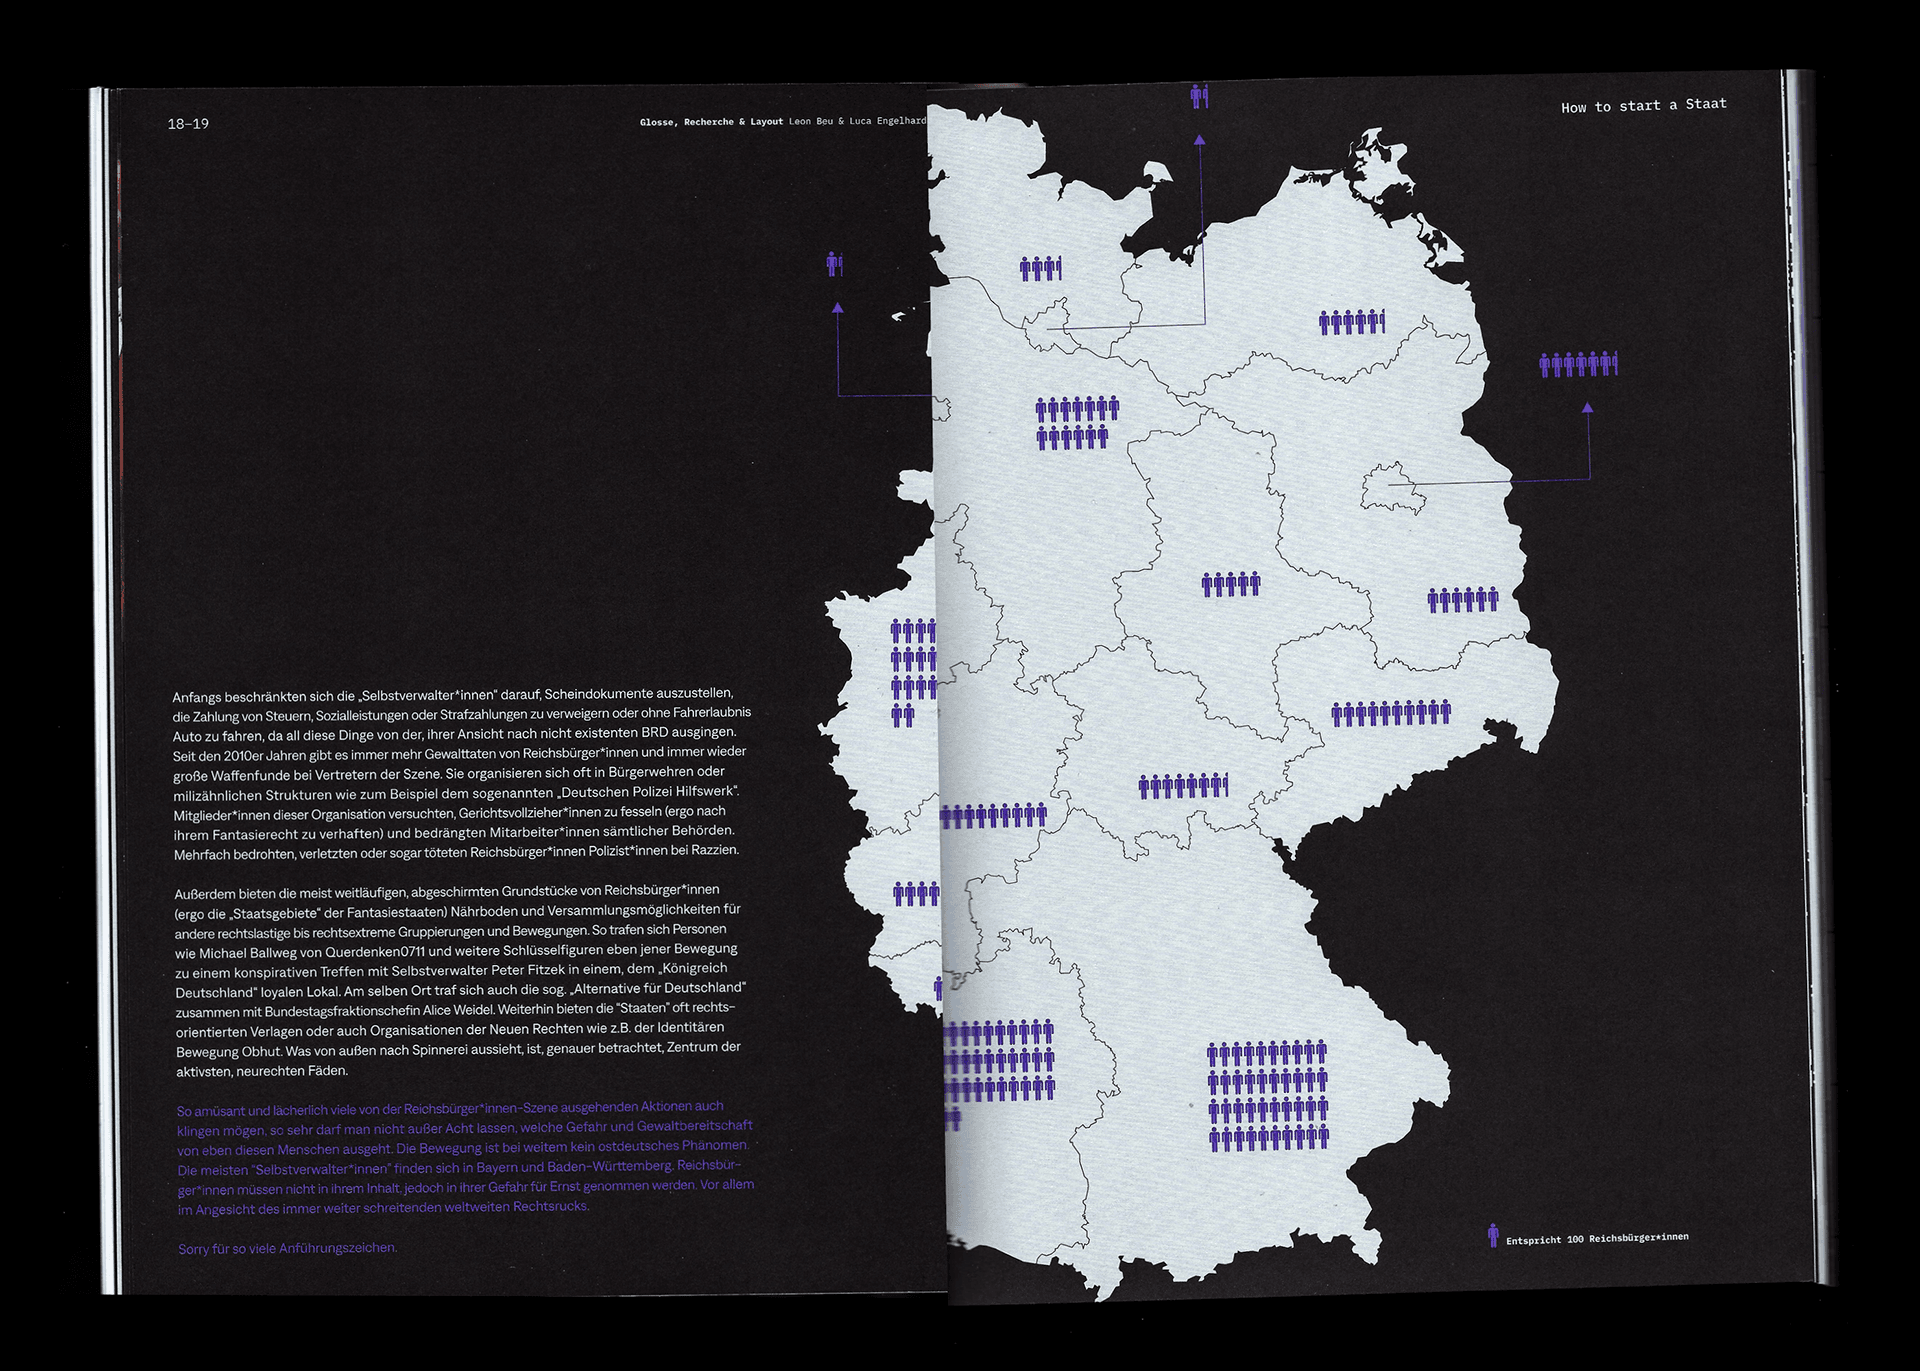 18–19
Glosse, Recherche & Layout Leon Beu & Luca Engelhard
How to start a Staat
Anfangs beschränkten sich die „Selbstverwalter*innen“ darauf, Scheindokumente auszustellen,
die Zahlung von Steuern, Sozialleistungen oder Strafzahlungen zu verweigern oder ohne Fahrerlaubnis
Auto zu fahren, da all diese Dinge von der, ihrer Ansicht nach nicht existenten BRD ausgingen.
Seit den 2010er Jahren gibt es immer mehr Gewalttaten von Reichsbürger*innen und immer wieder
große Waffenfunde bei Vertretern der Szene. Sie organisieren sich oft in Bürgerwehren oder
milizähnlichen Strukturen wie zum Beispiel dem sogenannten „Deutschen Polizei Hilfswerk“.
Mitglieder*innen dieser Organisation versuchten, Gerichtsvollzieher*innen zu fesseln (ergo nach
ihrem Fantasierecht zu verhaften) und bedrängten Mitarbeiter*innen sämtlicher Behörden.
Mehrfach bedrohten, verletzten oder sogar töteten Reichsbürger*innen Polizist*innen bei Razzien.
Außerdem bieten die meist weitläufigen, abgeschirmten Grundstücke von Reichsbürger*innen
(ergo die „Staatsgebiete“ der Fantasiestaaten) Nährboden und Versammlungsmöglichkeiten für
andere rechtslastige bis rechtsextreme Gruppierungen und Bewegungen. So trafen sich Personen
wie Michael Ballweg von Querdenken0711 und weitere Schlüsselfiguren eben jener Bewegung
zu einem konspirativen Treffen mit Selbstverwalter Peter Fitzek in einem, dem „Königreich
Deutschland“ loyalen Lokal. Am selben Ort traf sich auch die sog. „Alternative für Deutschland“
zusammen mit Bundestagsfraktionschefin Alice Weidel. Weiterhin bieten die "Staaten" oft rechts–
orientierten Verlagen oder auch Organisationen der Neuen Rechten wie z.B. der Identitären
Bewegung Obhut. Was von außen nach Spinnerei aussieht, ist, genauer betrachtet, Zentrum der
aktivsten, neurechten Fäden.
So amüsant und lächerlich viele von der Reichsbürger*innen–Szene ausgehenden Aktionen auch
klingen mögen, so sehr darf man nicht außer Acht lassen, welche Gefahr und Gewaltbereitschaft
von eben diesen Menschen ausgeht. Die Bewegung ist bei weitem kein ostdeutsches Phänomen.
Die meisten "Selbstverwalter*innen" finden sich in Bayern und Baden–Württemberg. Reichsbür–
ger*innen müssen nicht in ihrem Inhalt, jedoch in ihrer Gefahr für Ernst genommen werden. Vor allem
im Angesicht des immer weiter schreitenden weltweiten Rechtsrucks.
Sorry für so viele Anführungszeichen.
Entspricht 100 Reichsbürger*innen